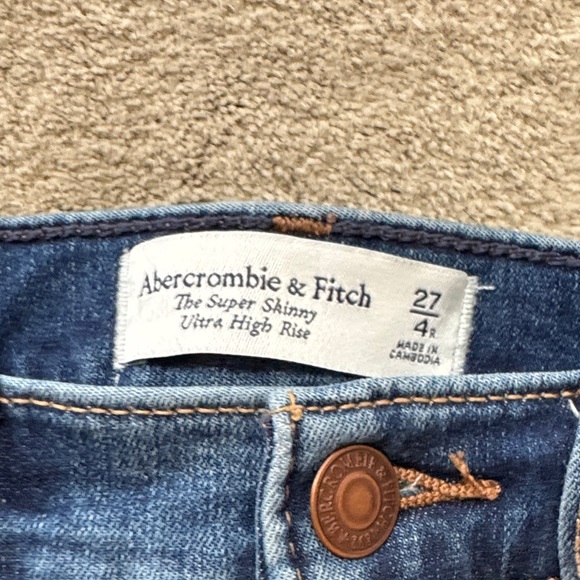 Abercrombie & Fitch
The Super Skinny
Ultra High Rise
27
4R
MADE IN
CAMBODIA
ABERCROMBIE & FITCH